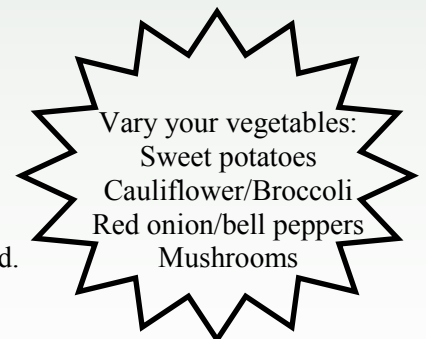 Vary your vegetables:
Sweet potatoes
Cauliflower/Broccoli
Red onion/bell peppers
Mushrooms
d.